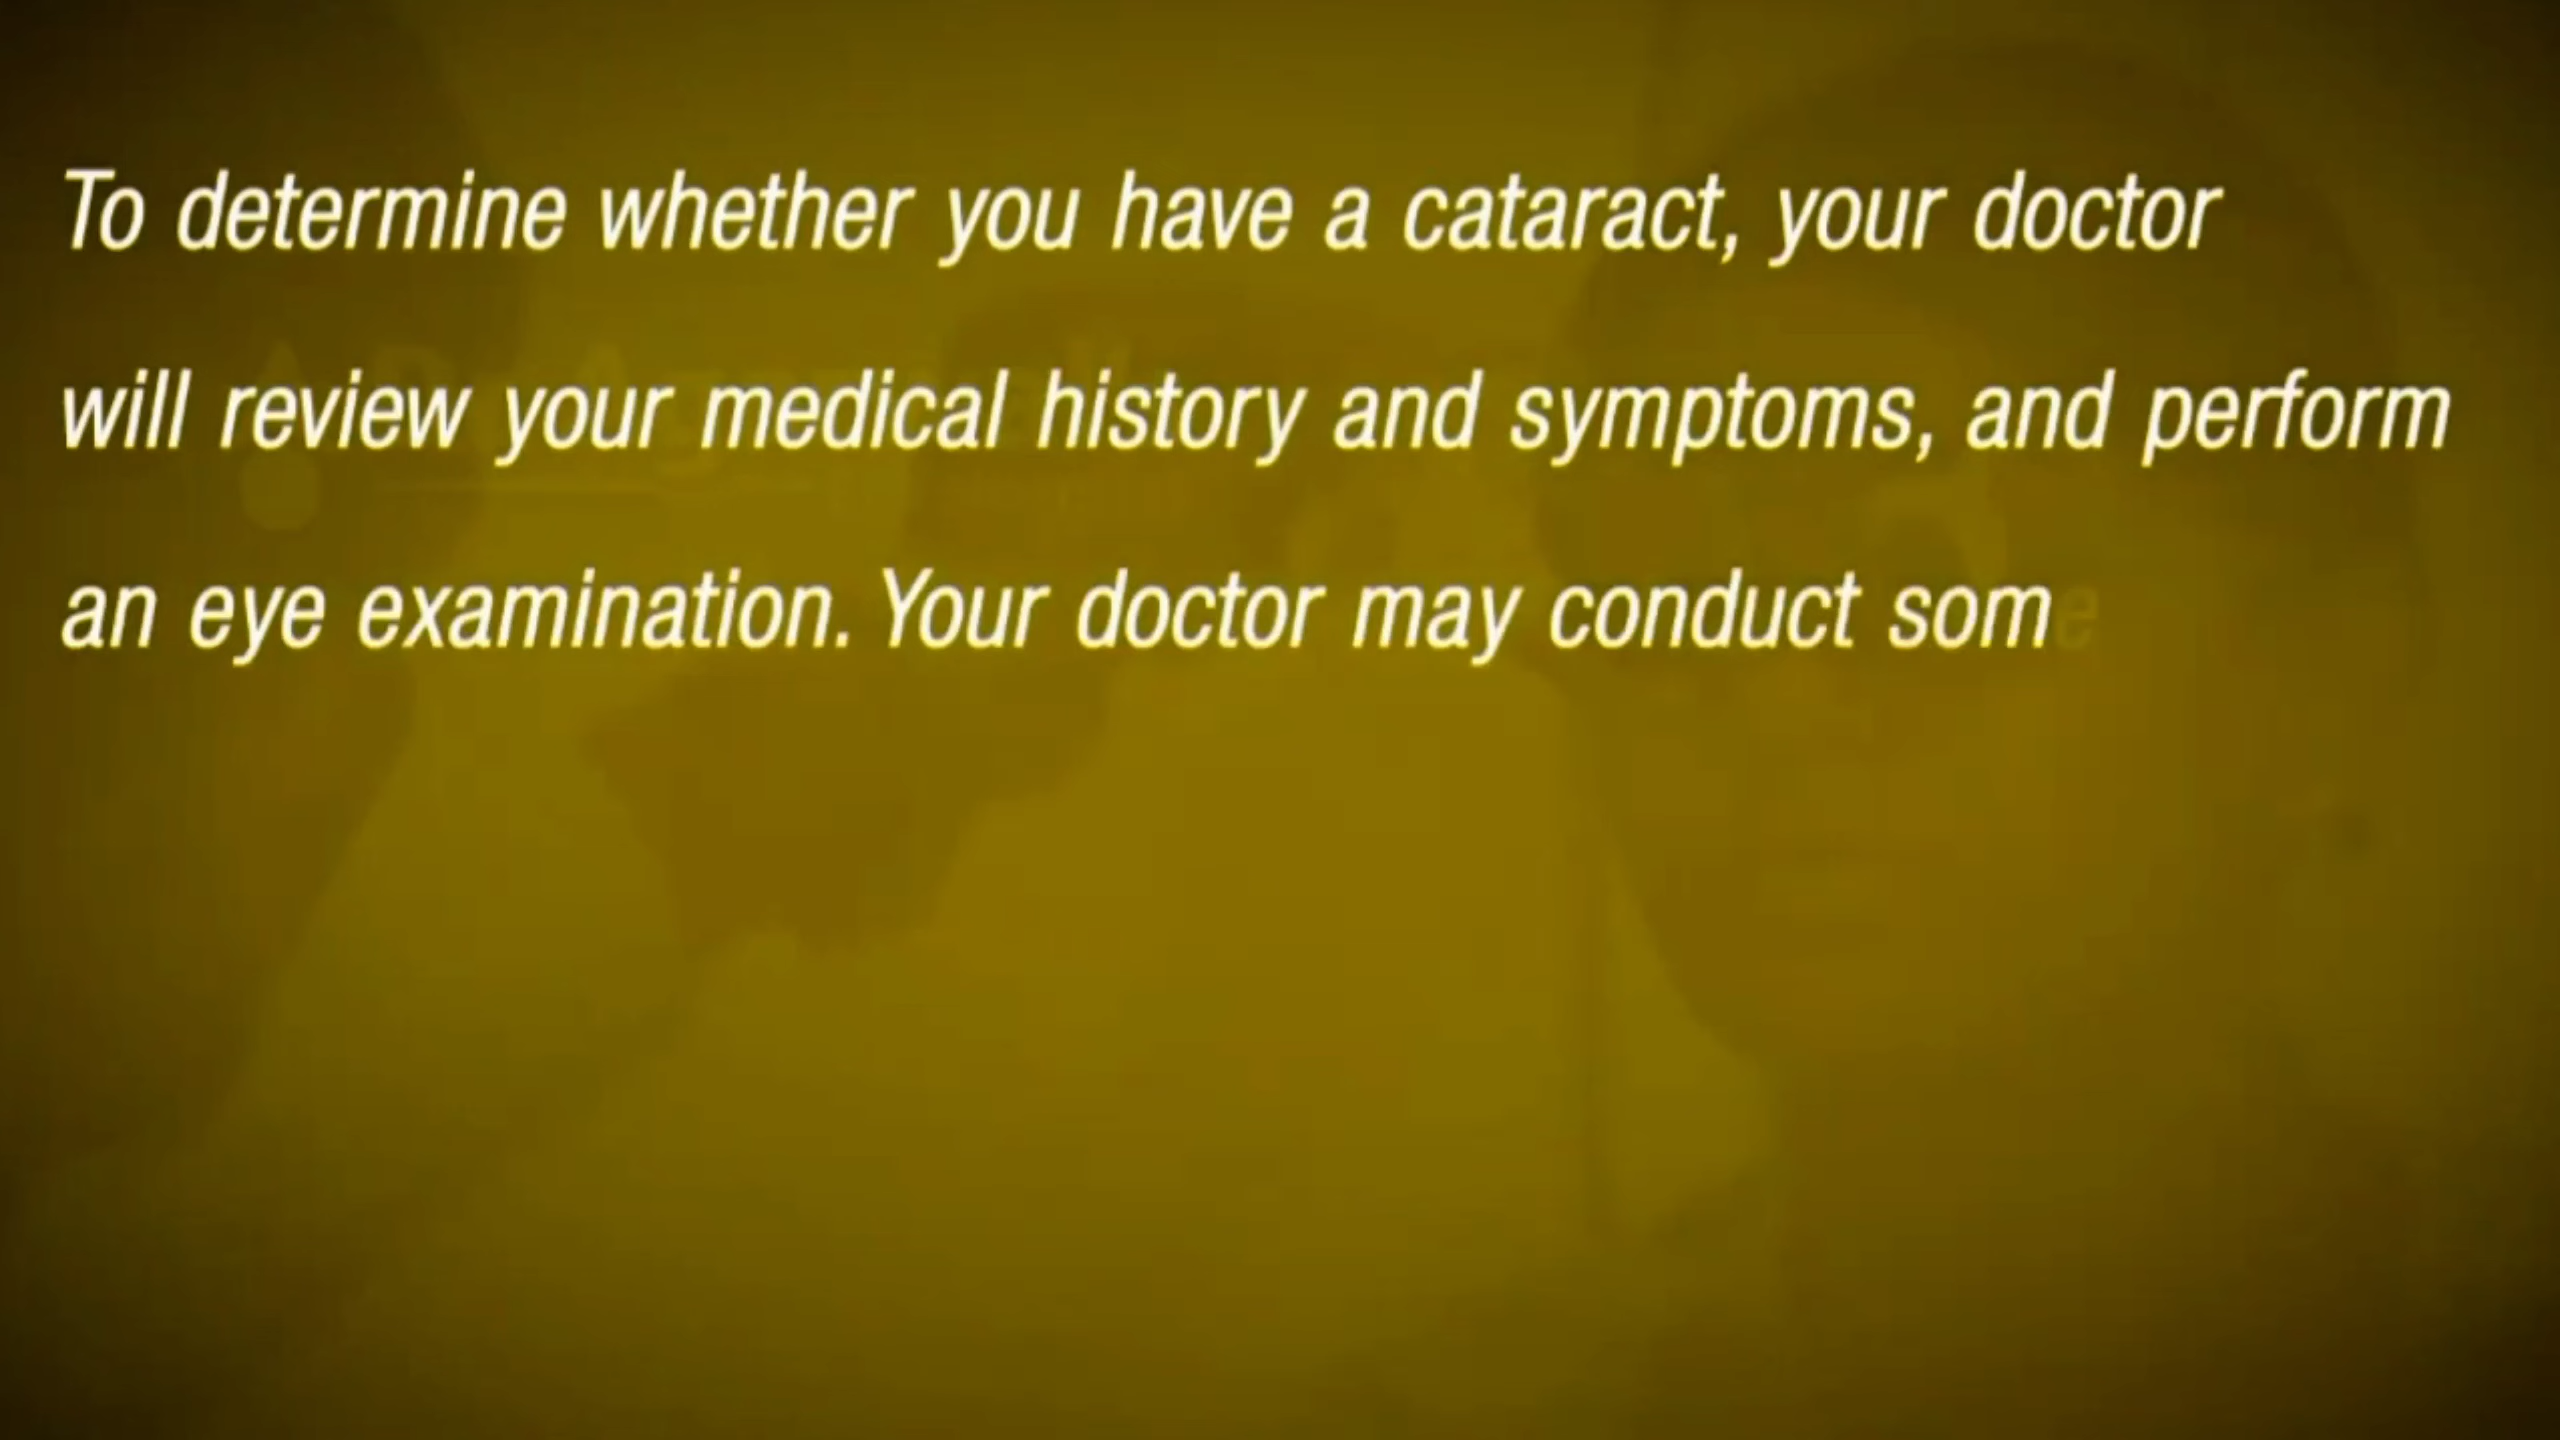 To determine whether you have a cataract, your doctor
will review your medical history and symptoms, and perform
an eye examination. Your doctor may conduct some